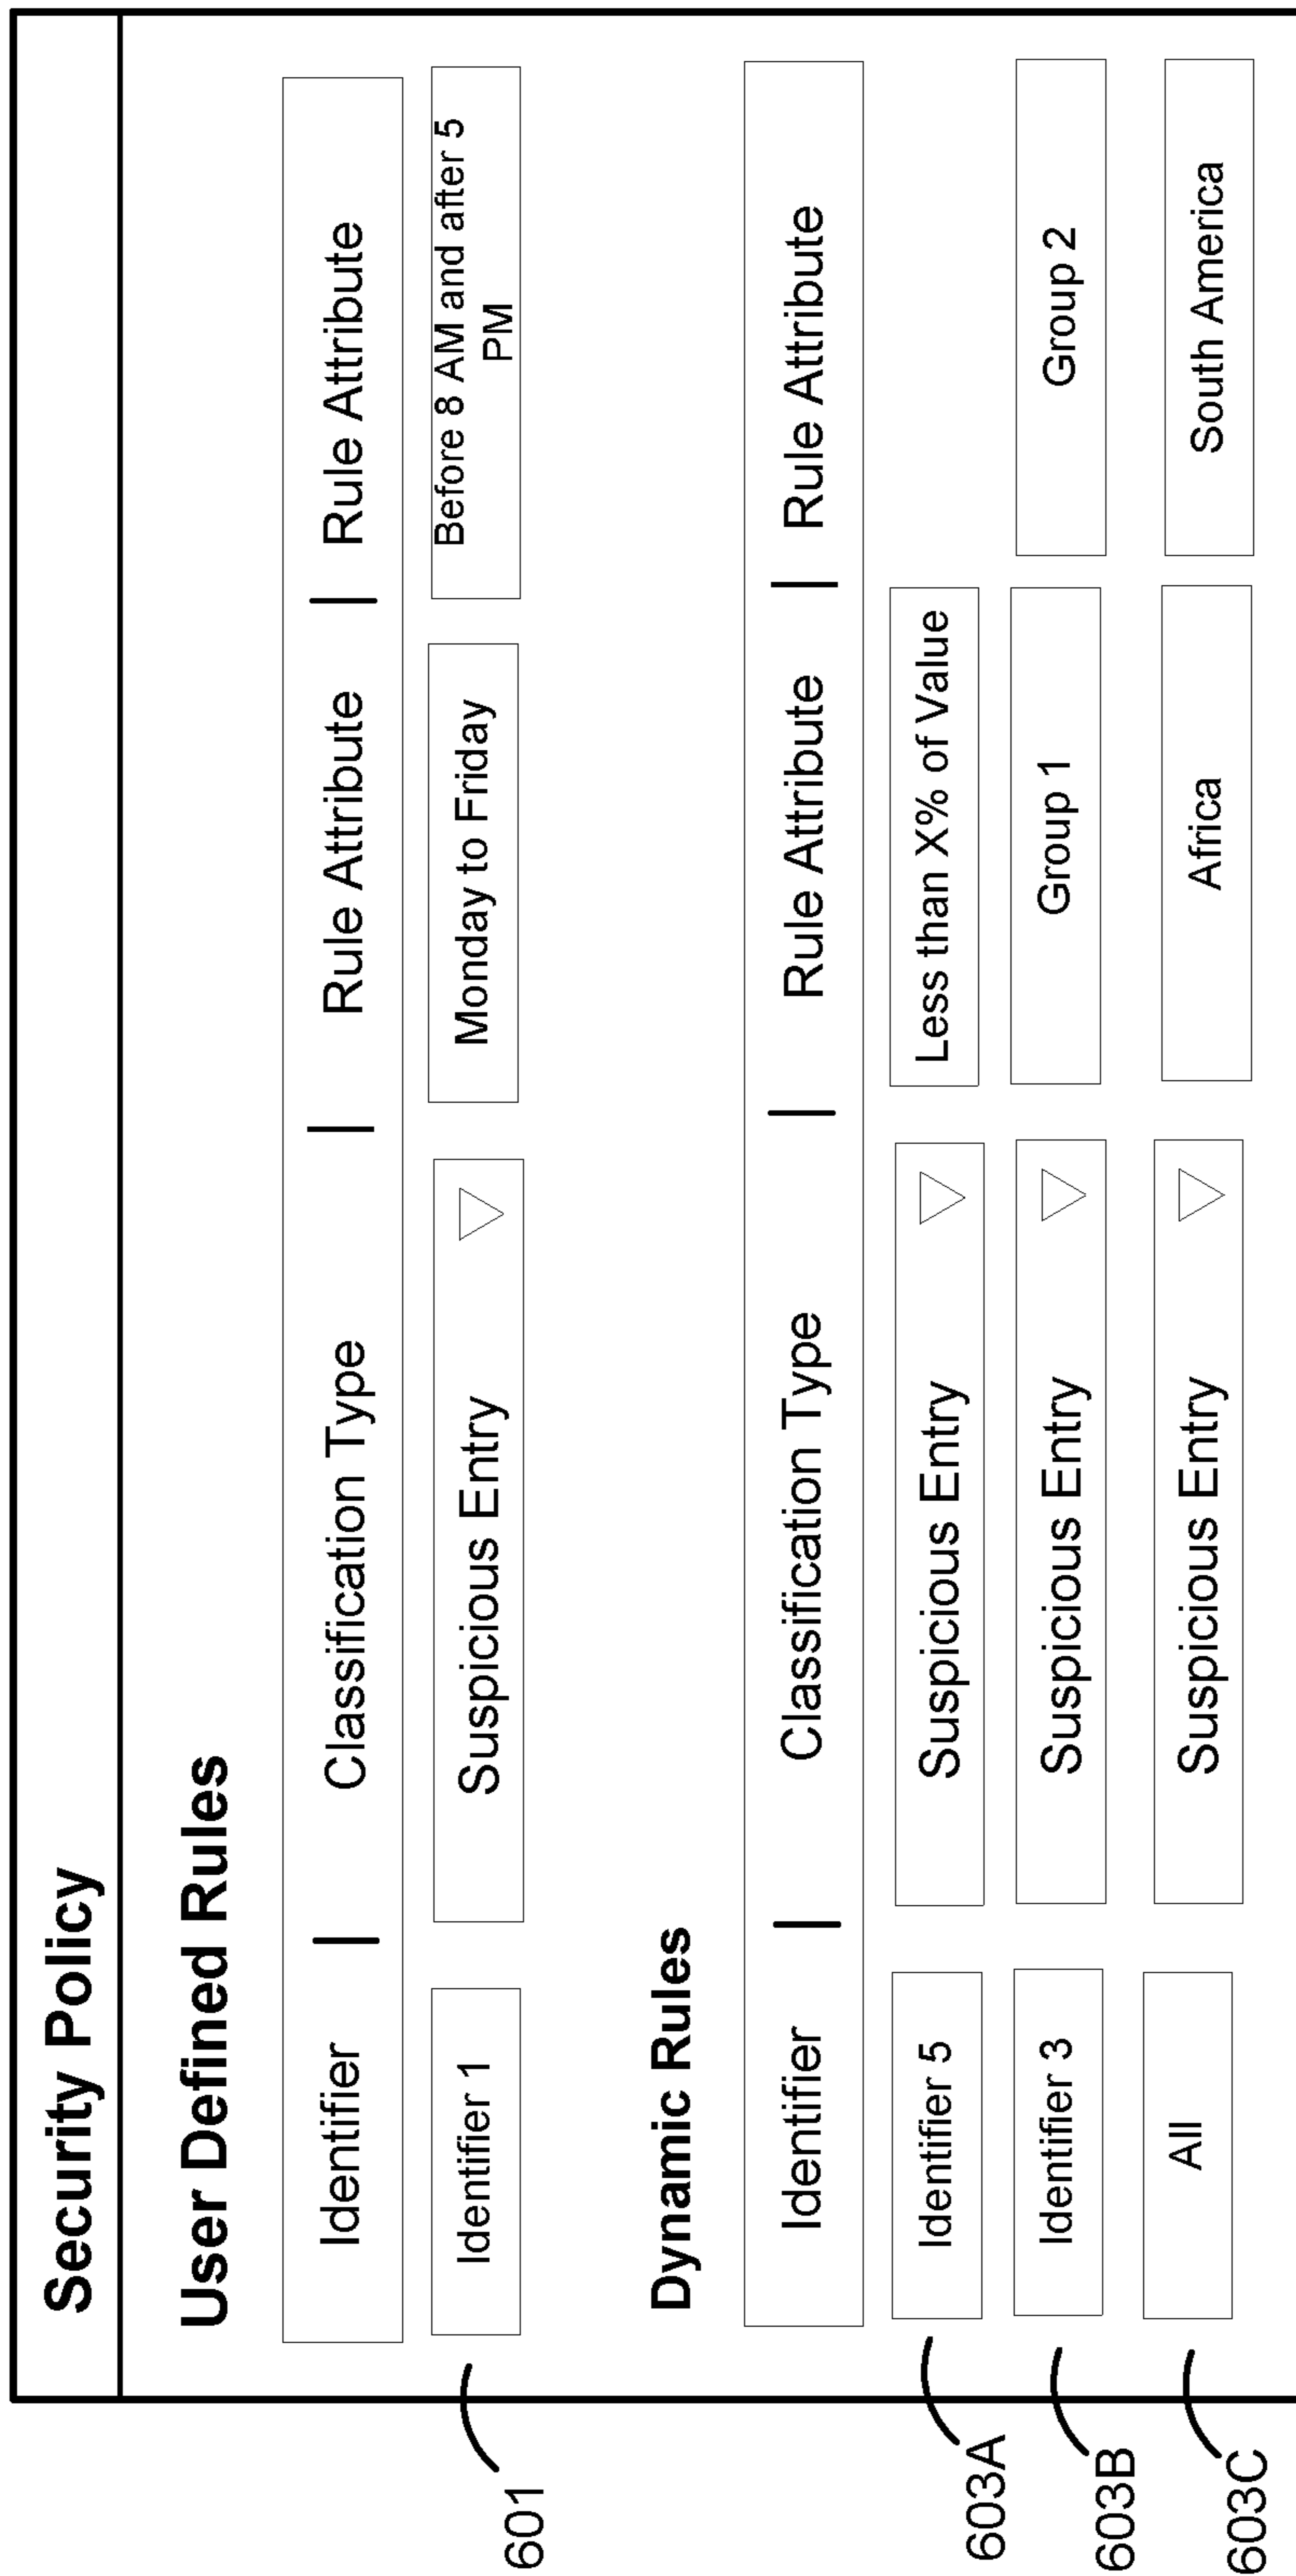 Security Policy
User Defined Rules
Identifier | Classification Type | Rule Attribute | Rule Attribute
601 Identifier 1 Suspicious Entry Monday to Friday Before 8 AM and after 5
PM
Dynamic Rules
Identifier | Classification Type | Rule Attribute | Rule Attribute
603A Identifier 5 Suspicious Entry Less than X% of Value
603B Identifier 3 Suspicious Entry Group 1 Group 2
603C All Suspicious Entry Africa South America